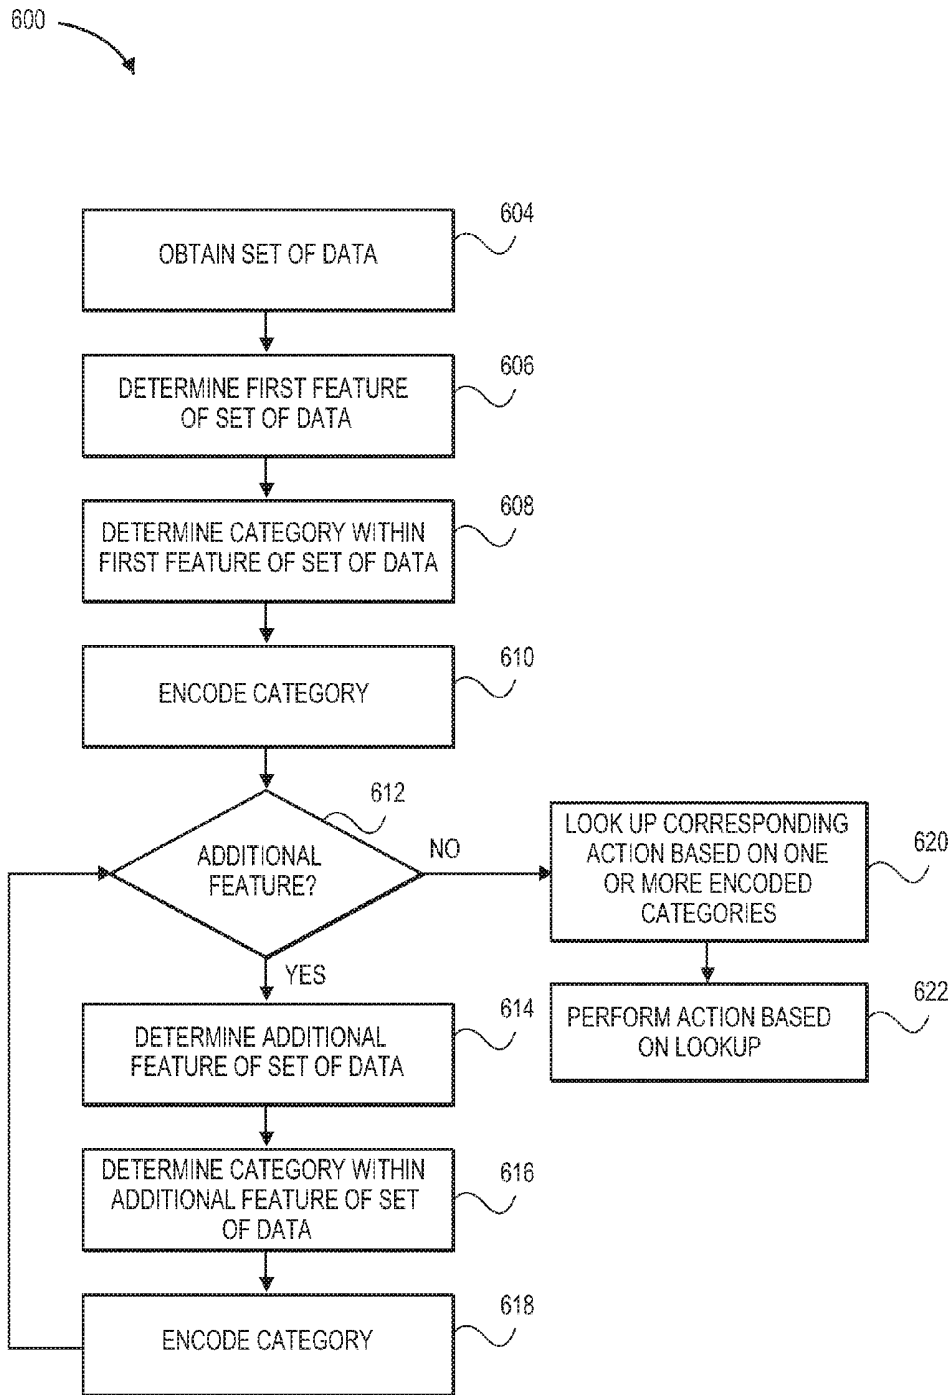 600
604
OBTAIN SET OF DATA
606
DETERMINE FIRST FEATURE
OF SET OF DATA
608
DETERMINE CATEGORY WITHIN
FIRST FEATURE OF SET OF DATA
610
ENCODE CATEGORY
612
ADDITIONAL
FEATURE?
NO
LOOK UP CORRESPONDING
ACTION BASED ON ONE
OR MORE ENCODED
CATEGORIES
620
YES
614
DETERMINE ADDITIONAL
FEATURE OF SET OF DATA
PERFORM ACTION BASED
ON LOOKUP
622
DETERMINE CATEGORY WITHIN
ADDITIONAL FEATURE OF SET
OF DATA
616
618
ENCODE CATEGORY